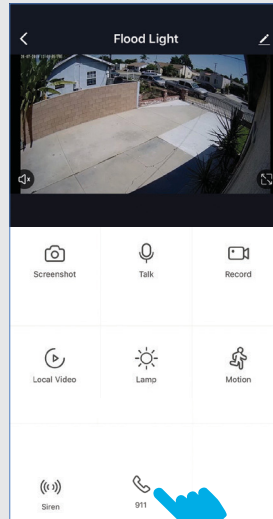 Flood Light
Screenshot
Talk
Record
Local Video
Lamp
Motion
Siren
911